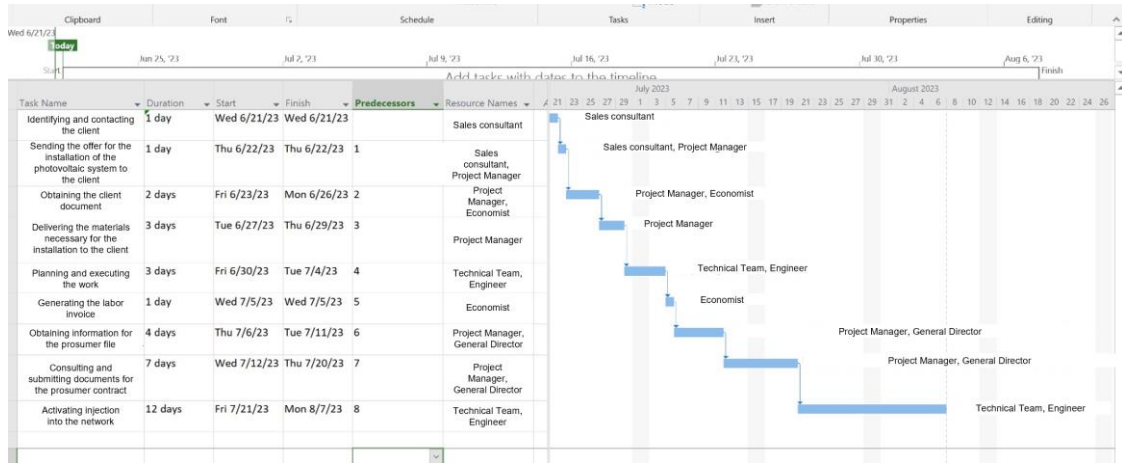 Clipboard
Font
Schedule
Tasks
Insert
Properties
Editing
Wed 6/21/23
Today
Jun 25, '23
Jul 2, '23
Jul 9, '23
Jul 16, '23
Jul 23, '23
Jul 30, '23
Aug 6, '23
Start
Finish
Add tasks with dates to the timeline
Task Name Duration Start Finish Predecessors Resource Names
July 2023
August 2023
21 23 25 27 29 1 3 5 7 9 11 13 15 17 19 21 23 25 27 29 31 2 4 6 8 10 12 14 16 18 20 22 24 26
Identifying and contacting
the client
1 day
Wed 6/21/23
Wed 6/21/23
Sales consultant
Sales consultant
Sending the offer for the
installation of the
photovoltaic system to
the client
1 day
Thu 6/22/23
Thu 6/22/23
1
Sales
consultant,
Project Manager
Sales consultant, Project Manager
Obtaining the client
document
2 days
Fri 6/23/23
Mon 6/26/23
2
Project
Manager,
Economist
Project Manager, Economist
Delivering the materials
necessary for the
installation to the client
3 days
Tue 6/27/23
Thu 6/29/23
3
Project Manager
Project Manager
Planning and executing
the work
3 days
Fri 6/30/23
Tue 7/4/23
4
Technical Team,
Engineer
Technical Team, Engineer
Generating the labor
invoice
1 day
Wed 7/5/23
Wed 7/5/23
5
Economist
Economist
Obtaining information for
the prosumer file
4 days
Thu 7/6/23
Tue 7/11/23
6
Project Manager,
General Director
Project Manager, General Director
Consulting and
submitting documents for
the prosumer contract
7 days
Wed 7/12/23
Thu 7/20/23
7
Project
Manager,
General Director
Project Manager, General Director
Activating injection
into the network
12 days
Fri 7/21/23
Mon 8/7/23
8
Technical Team,
Engineer
Technical Team, Engineer